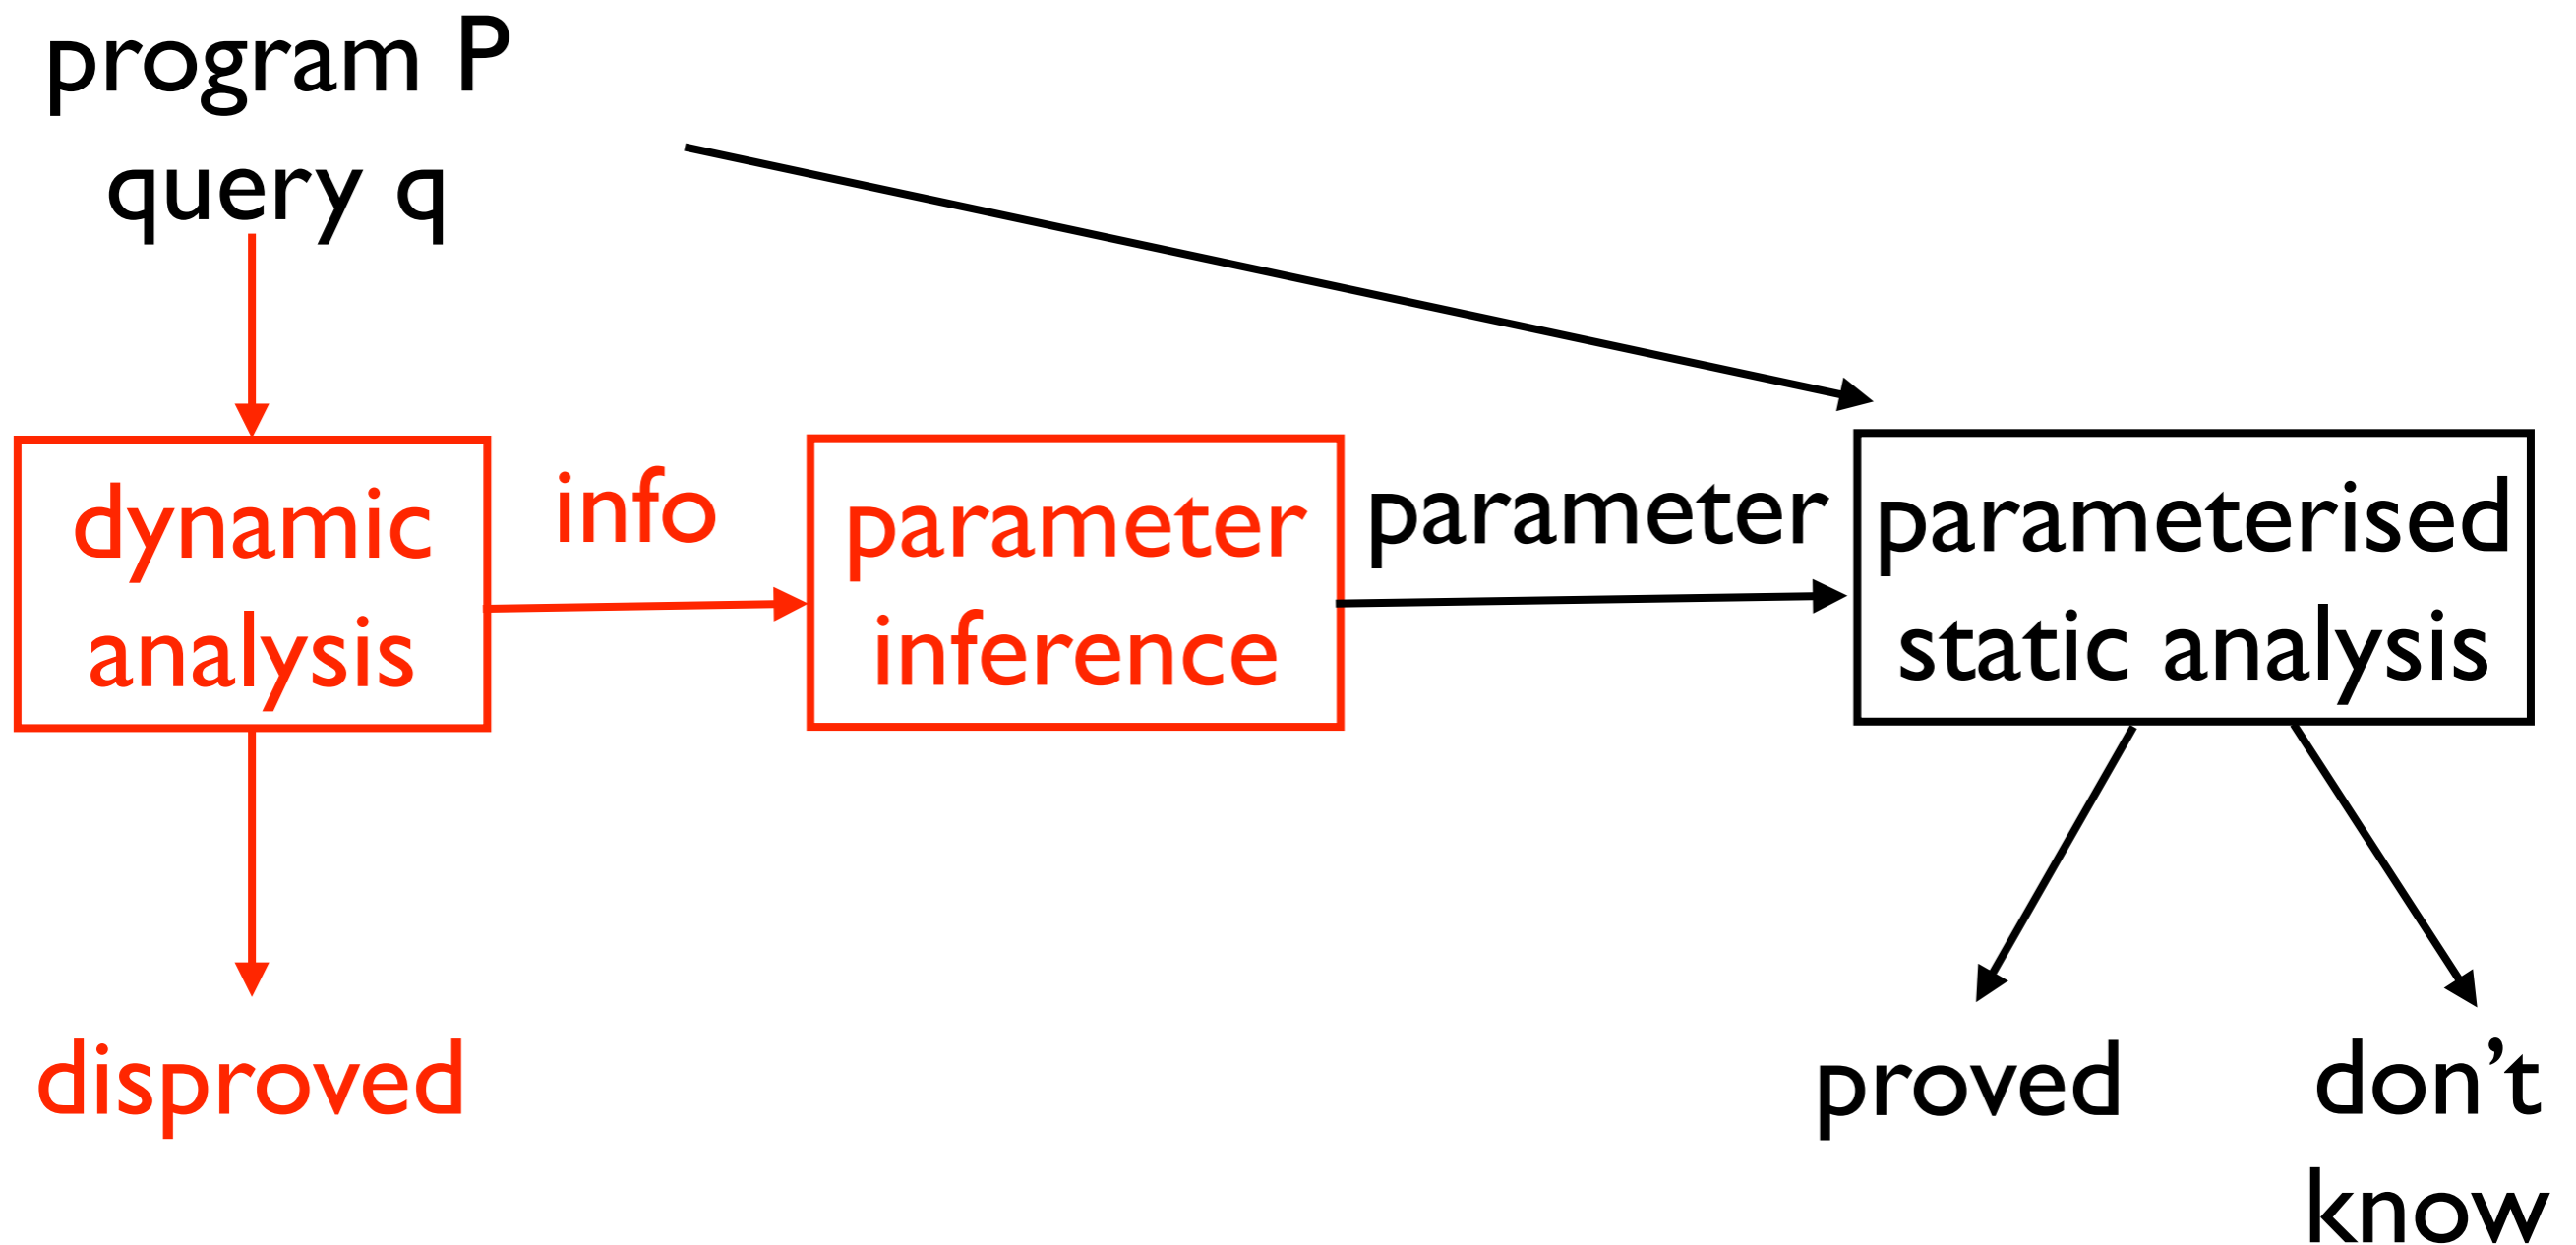 program P
query q
dynamic
analysis
info
parameter
inference
parameter
parameterised
static analysis
disproved
proved
don’t
know